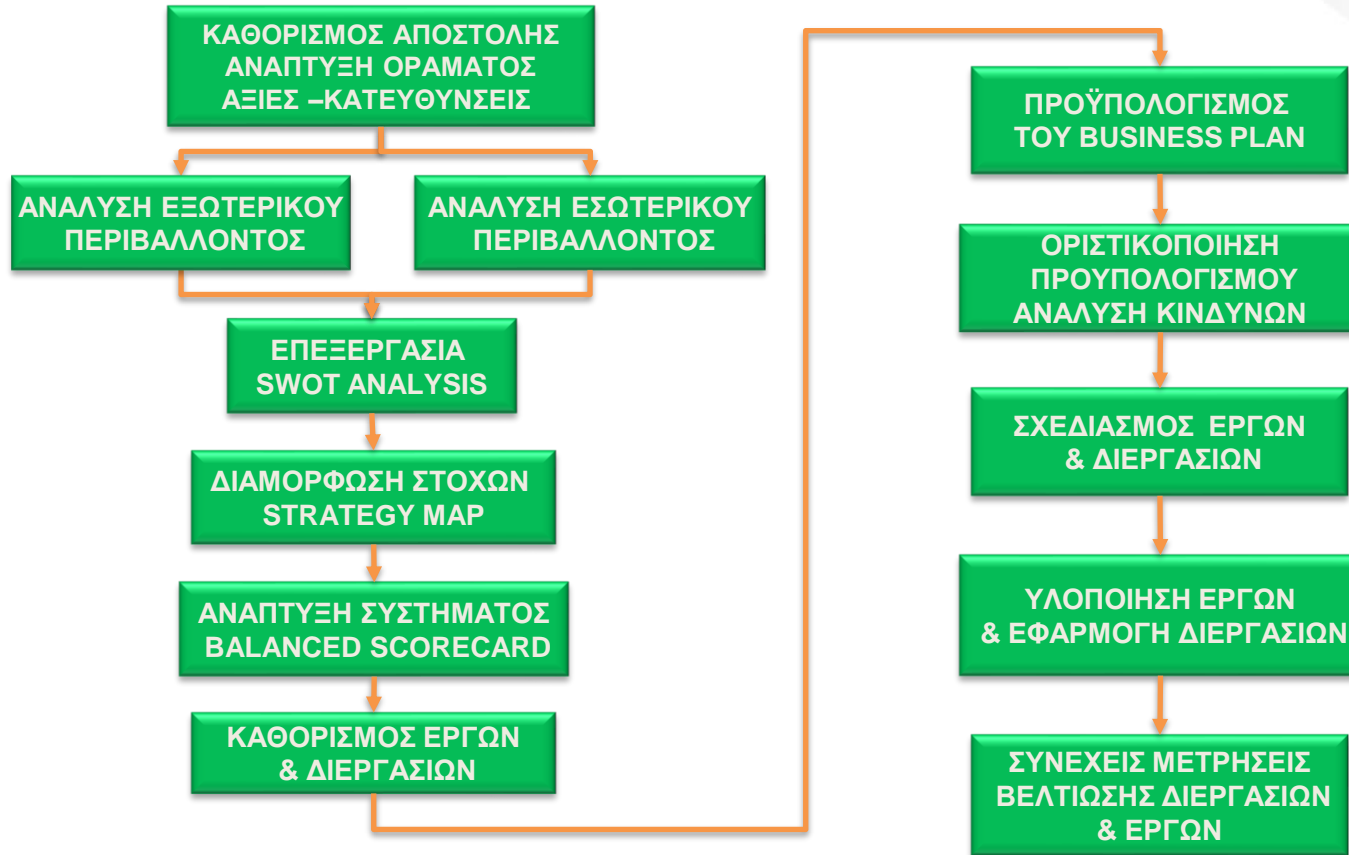 ΚΑΘΟΡΙΣΜΟΣ ΑΠΟΣΤΟΛΗΣ
ΑΝΑΠΤΥΞΗ ΟΡΑΜΑΤΟΣ
ΑΞΙΕΣ –ΚΑΤΕΥΘΥΝΣΕΙΣ
ΑΝΑΛΥΣΗ ΕΞΩΤΕΡΙΚΟΥ
ΠΕΡΙΒΑΛΛΟΝΤΟΣ
ΑΝΑΛΥΣΗ ΕΣΩΤΕΡΙΚΟΥ
ΠΕΡΙΒΑΛΛΟΝΤΟΣ
ΕΠΕΞΕΡΓΑΣΙΑ
SWOT ANALYSIS
ΔΙΑΜΟΡΦΩΣΗ ΣΤΟΧΩΝ
STRATEGY MAP
ΑΝΑΠΤΥΞΗ ΣΥΣΤΗΜΑΤΟΣ
BALANCED SCORECARD
ΚΑΘΟΡΙΣΜΟΣ ΕΡΓΩΝ
& ΔΙΕΡΓΑΣΙΩΝ
ΠΡΟΫΠΟΛΟΓΙΣΜΟΣ
ΤΟΥ BUSINESS PLAN
ΟΡΙΣΤΙΚΟΠΟΙΗΣΗ
ΠΡΟΥΠΟΛΟΓΙΣΜΟΥ
ΑΝΑΛΥΣΗ ΚΙΝΔΥΝΩΝ
ΣΧΕΔΙΑΣΜΟΣ ΕΡΓΩΝ
& ΔΙΕΡΓΑΣΙΩΝ
ΥΛΟΠΟΙΗΣΗ ΕΡΓΩΝ
& ΕΦΑΡΜΟΓΗ ΔΙΕΡΓΑΣΙΩΝ
ΣΥΝΕΧΕΙΣ ΜΕΤΡΗΣΕΙΣ
ΒΕΛΤΙΩΣΗΣ ΔΙΕΡΓΑΣΙΩΝ
& ΕΡΓΩΝ